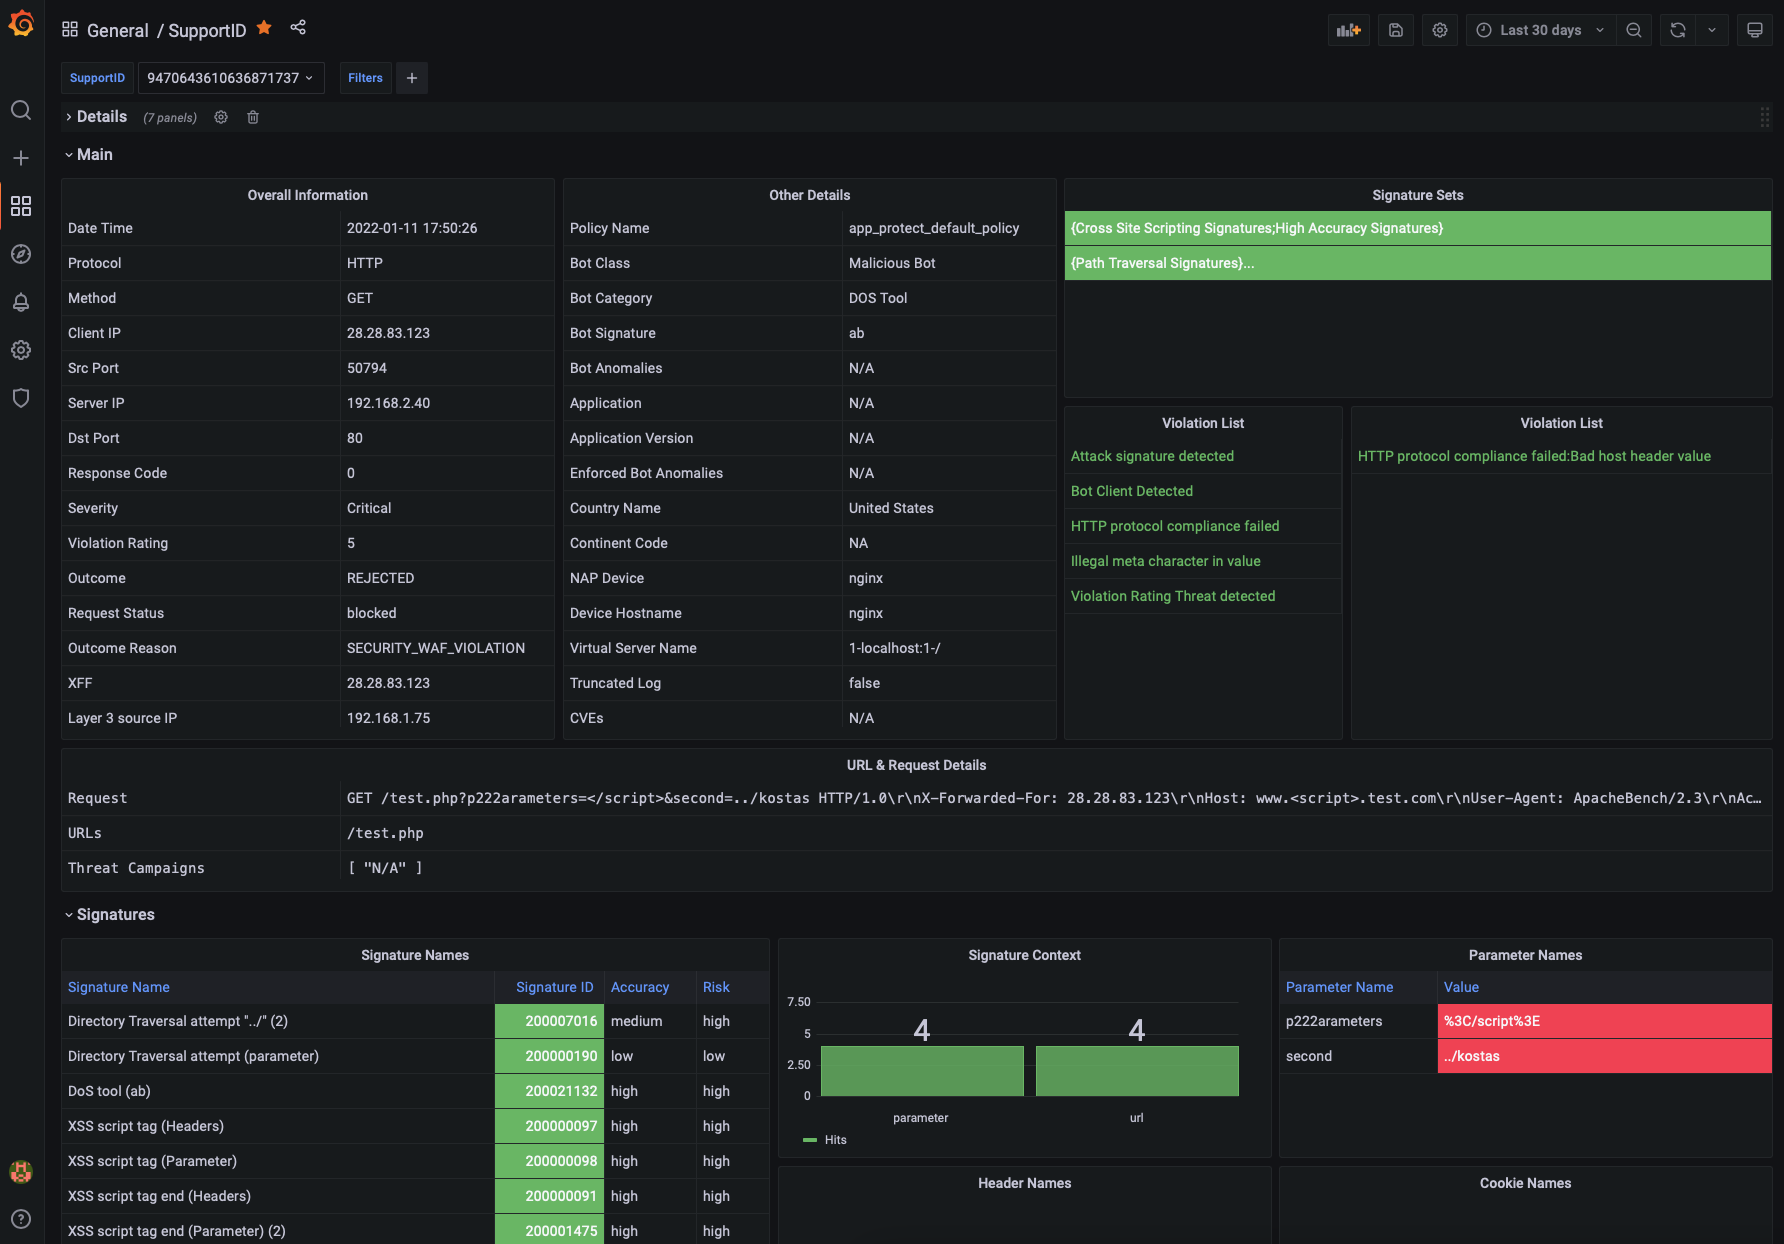 General / SupportID
Last 30 days
SupportID 9470643610636871737 Filters
Details (7 panels)
Main
Overall Information
Date Time 2022-01-11 17:50:26
Protocol HTTP
Method GET
Client IP 28.28.83.123
Src Port 50794
Server IP 192.168.2.40
Dst Port 80
Response Code 0
Severity Critical
Violation Rating 5
Outcome REJECTED
Request Status blocked
Outcome Reason SECURITY_WAF_VIOLATION
XFF 28.28.83.123
Layer 3 source IP 192.168.1.75
Other Details
Policy Name app_protect_default_policy
Bot Class Malicious Bot
Bot Category DOS Tool
Bot Signature ab
Bot Anomalies N/A
Application N/A
Application Version N/A
Enforced Bot Anomalies N/A
Country Name United States
Continent Code NA
NAP Device nginx
Device Hostname nginx
Virtual Server Name 1-localhost:1-/
Truncated Log false
CVEs N/A
Signature Sets
{Cross Site Scripting Signatures;High Accuracy Signatures}
{Path Traversal Signatures}...
Violation List
Attack signature detected
Bot Client Detected
HTTP protocol compliance failed
Illegal meta character in value
Violation Rating Threat detected
Violation List
HTTP protocol compliance failed:Bad host header value
URL & Request Details
Request GET /test.php?p222arameters=</script>&second=../kostas HTTP/1.0\r\nX-Forwarded-For: 28.28.83.123\r\nHost: www.<script>.test.com\r\nUser-Agent: ApacheBench/2.3\r\nAc...
URLs /test.php
Threat Campaigns [ "N/A" ]
Signatures
Signature Names
Signature Name Signature ID Accuracy Risk
Directory Traversal attempt "../" (2) 200007016 medium high
Directory Traversal attempt (parameter) 200000190 low low
DoS tool (ab) 200021132 high high
XSS script tag (Headers) 200000097 high high
XSS script tag (Parameter) 200000098 high high
XSS script tag end (Headers) 200000091 high high
XSS script tag end (Parameter) (2) 200001475 high high
Signature Context
7.50
5
2.50
0
4 4
parameter url
Hits
Parameter Names
Parameter Name Value
p222arameters %3C/script%3E
second ../kostas
Header Names
Cookie Names